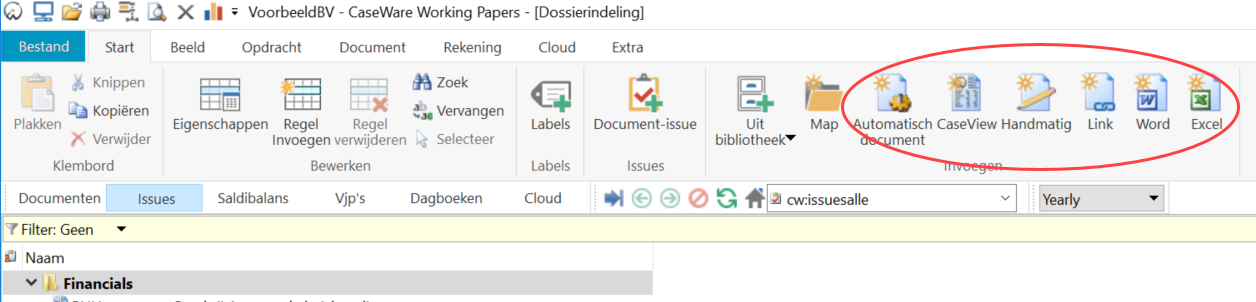 VoorbeeldBV - CaseWare Working Papers - [Dossierindeling]
Bestand Start Beeld Opdracht Document Rekening Cloud Extra
Plakken Knippen Kopiëren Verwijder
Klembord
Eigenschappen Regel Invoegen Regel verwijderen Zoek Vervangen Selecteer
Bewerken
Labels
Labels
Document-issue
Issues
Uit bibliotheek Map Automatisch document CaseView Handmatig Link Word Excel
Invoegen
Documenten Issues Saldibalans Vjp's Dagboeken Cloud cw:issuesalle Yearly
Filter: Geen
Naam
Financials